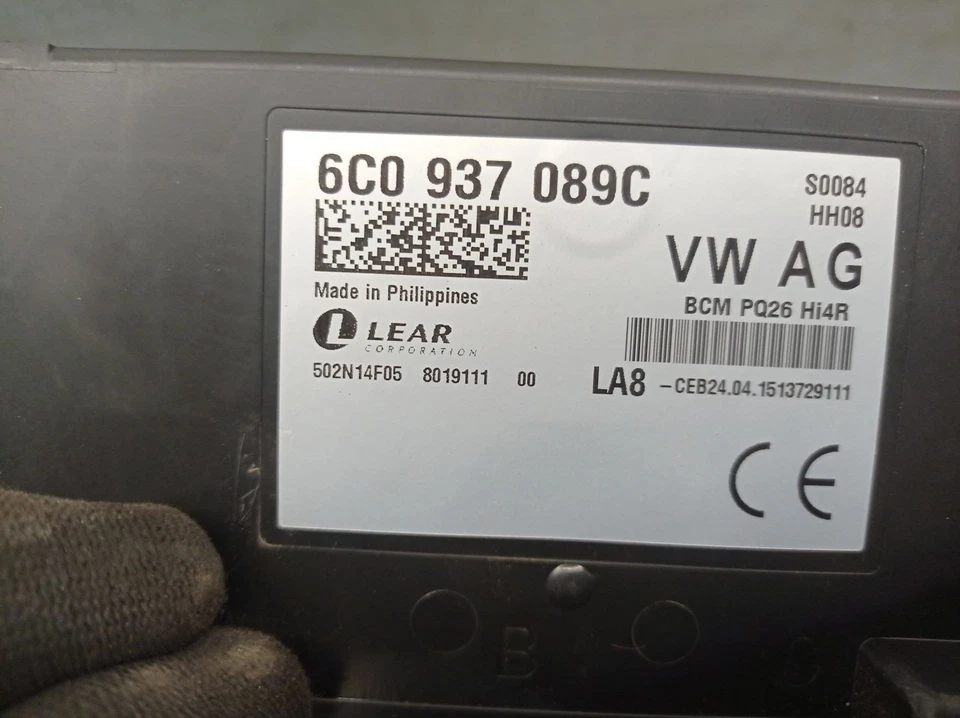 6C0 937 089C
S0084
HH08
VW AG
BCM PQ26 Hi4R
Made in Philippines
LEAR
CORPORATION
502N14F05 8019111 00
LA8 -CEB24.04.1513729111
CE
B